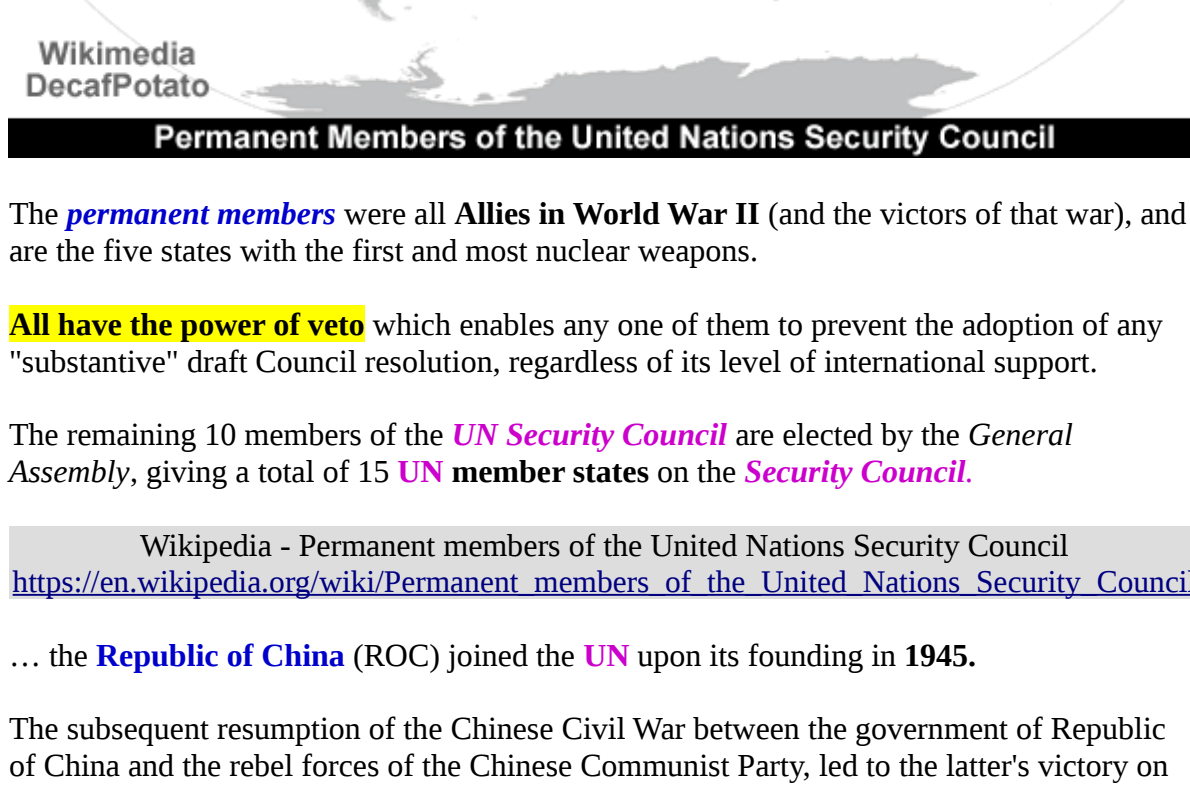 Wikimedia
DecafPotato
Permanent Members of the United Nations Security Council
The permanent members were all Allies in World War II (and the victors of that war), and
are the five states with the first and most nuclear weapons.
All have the power of veto which enables any one of them to prevent the adoption of any
"substantive" draft Council resolution, regardless of its level of international support.
The remaining 10 members of the UN Security Council are elected by the General
Assembly, giving a total of 15 UN member states on the Security Council.
Wikipedia - Permanent members of the United Nations Security Council
https://en.wikipedia.org/wiki/Permanent_members_of_the_United_Nations_Security_Council
… the Republic of China (ROC) joined the UN upon its founding in 1945.
The subsequent resumption of the Chinese Civil War between the government of Republic
of China and the rebel forces of the Chinese Communist Party, led to the latter's victory on